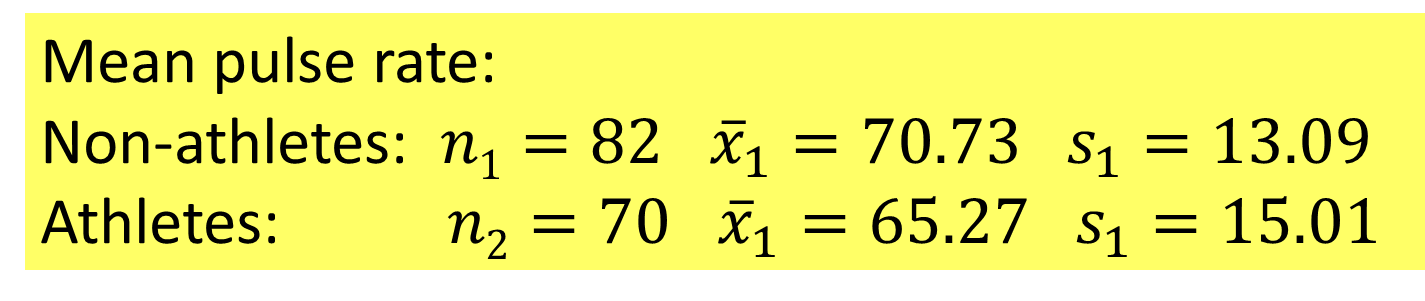 Mean pulse rate:
Non-athletes: n₁ = 82 x̄₁ = 70.73 s₁ = 13.09
Athletes: n₂ = 70 x̄₁ = 65.27 s₁ = 15.01